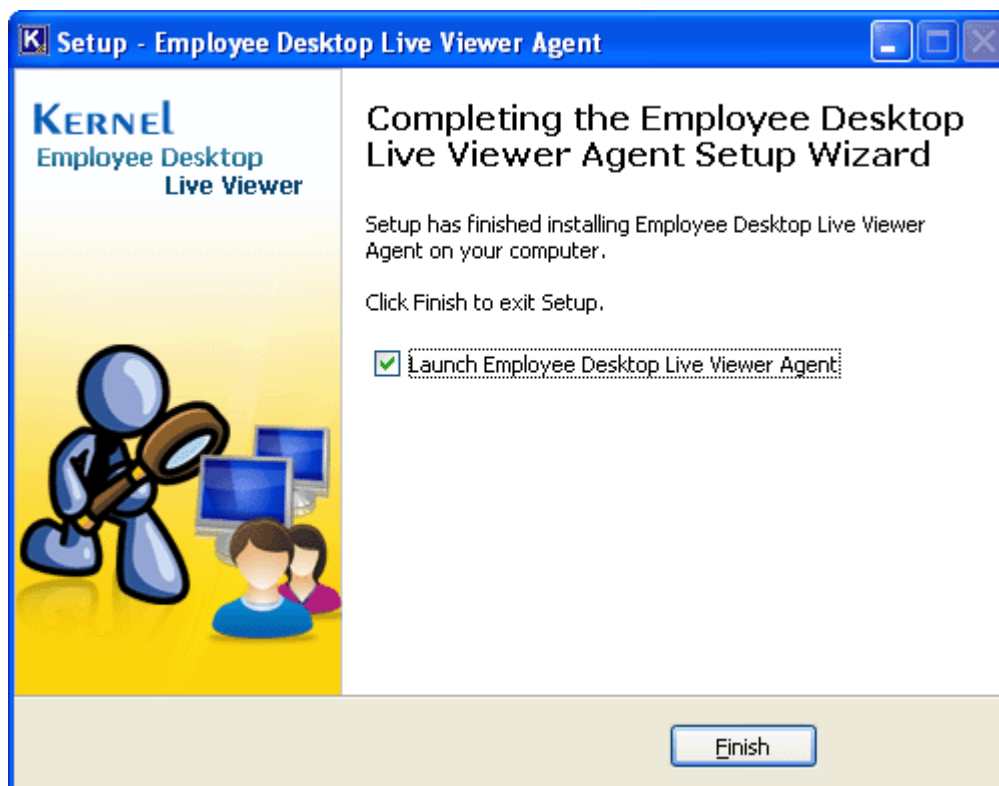 Setup - Employee Desktop Live Viewer Agent
KERNEl
Employee Desktop
Live Viewer
Completing the Employee Desktop
Live Viewer Agent Setup Wizard
Setup has finished installing Employee Desktop Live Viewer
Agent on your computer.
Click Finish to exit Setup.
Launch Employee Desktop Live Viewer Agent
Finish